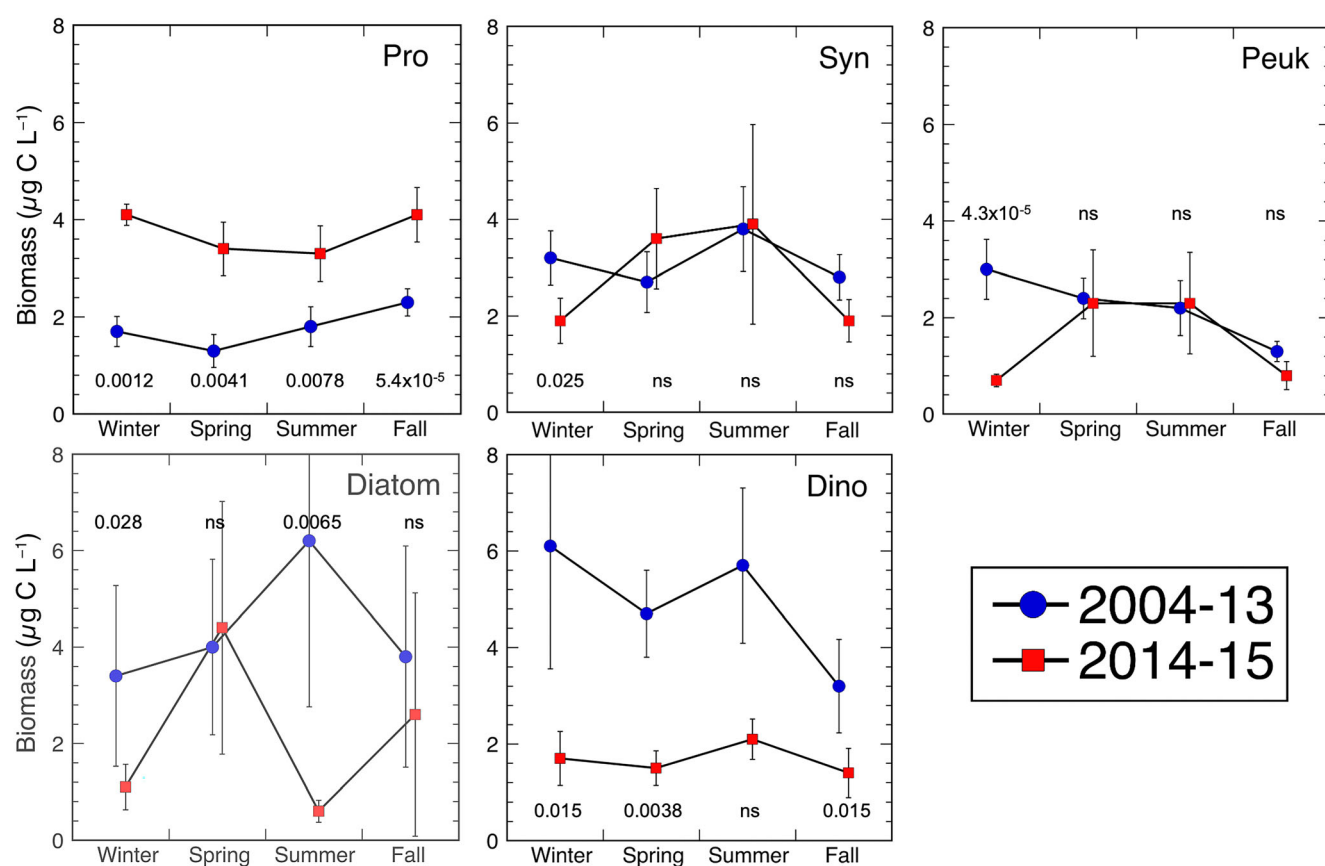 8
6
4
2
0
Biomass (µg C L⁻¹)
Pro
0.0012 0.0041 0.0078 5.4x10⁻⁵
Winter Spring Summer Fall
8
6
4
2
0
Syn
0.025 ns ns ns
Winter Spring Summer Fall
8
6
4
2
0
Peuk
4.3x10⁻⁵ ns ns ns
Winter Spring Summer Fall
8
6
4
2
0
Biomass (µg C L⁻¹)
Diatom
0.028 ns 0.0065 ns
Winter Spring Summer Fall
8
6
4
2
0
Dino
0.015 0.0038 ns 0.015
Winter Spring Summer Fall
2004-13
2014-15